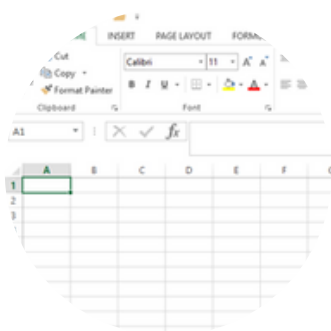 INSERT PAGE LAYOUT
Cut
Calibri 11 A A
Copy
B I U A
Format Painter
Clipboard Font
A1 fx
A B C D E F
1
2
3